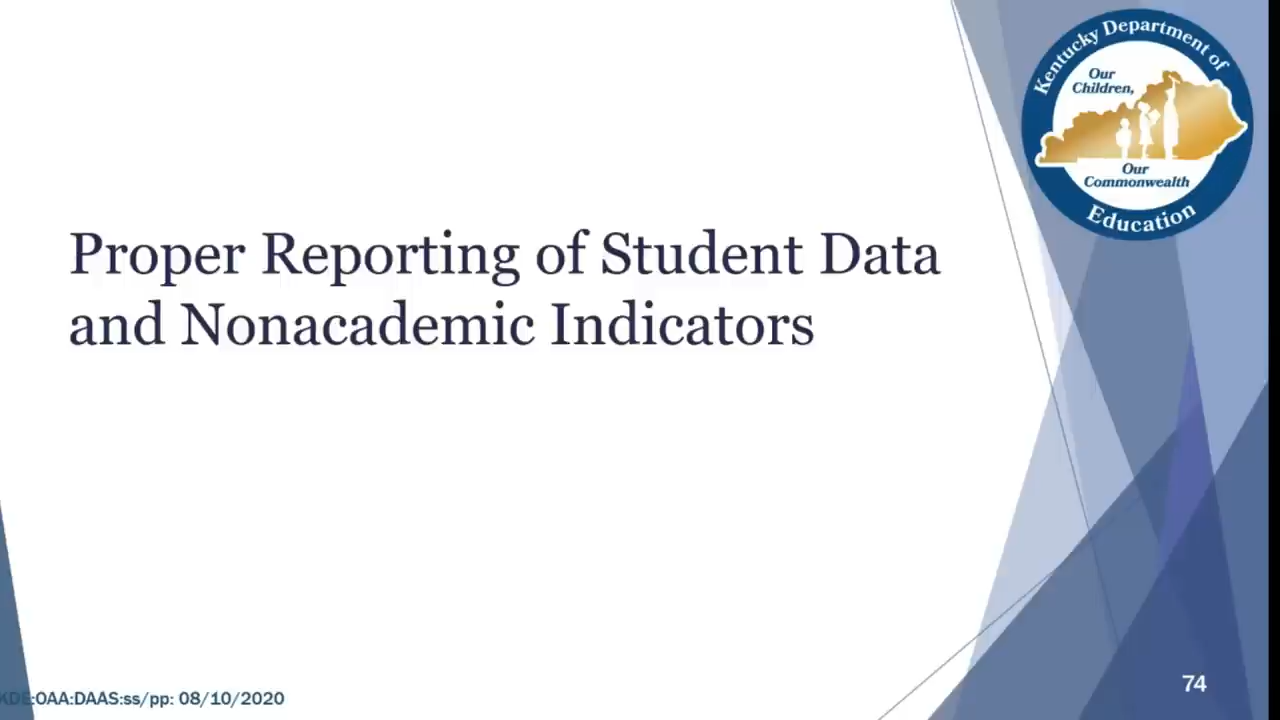 Kentucky Department of
Our
Children,
Our
Commonwealth
Education
Proper Reporting of Student Data
and Nonacademic Indicators
KDE:OAA:DAAS:ss/pp: 08/10/2020
74